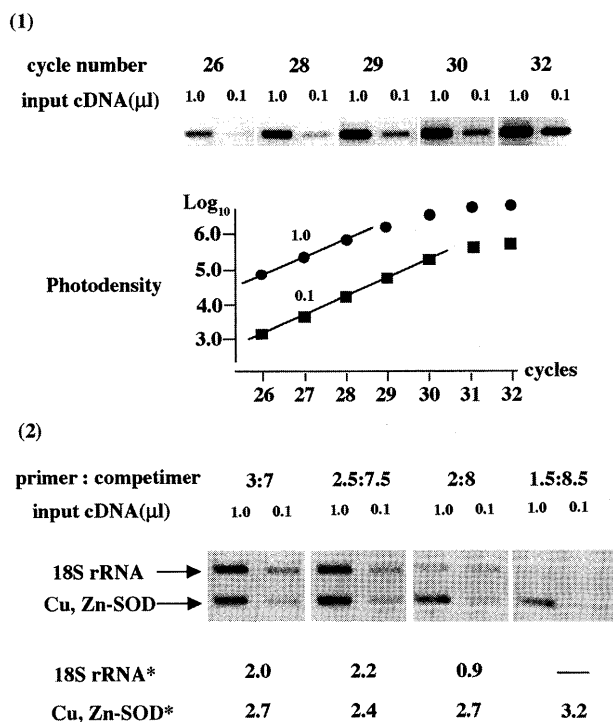 (1)
cycle number 26 28 29 30 32
input cDNA(μl) 1.0 0.1 1.0 0.1 1.0 0.1 1.0 0.1 1.0 0.1
Log10
6.0
5.0
4.0
3.0
Photodensity
1.0
0.1
cycles
26 27 28 29 30 31 32
(2)
primer : competimer 3:7 2.5:7.5 2:8 1.5:8.5
input cDNA(μl) 1.0 0.1 1.0 0.1 1.0 0.1 1.0 0.1
18S rRNA
Cu, Zn-SOD
18S rRNA* 2.0 2.2 0.9 —
Cu, Zn-SOD* 2.7 2.4 2.7 3.2